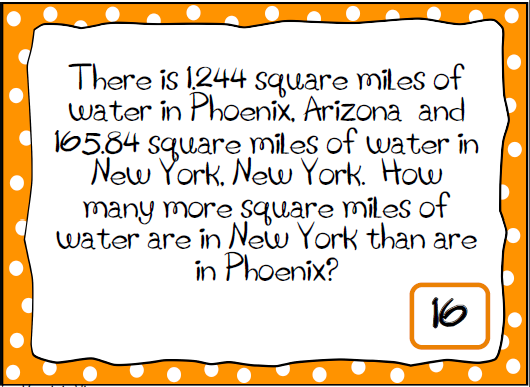 There is 1.244 square miles of
water in Phoenix, Arizona and
165.84 square miles of water in
New York, New York. How
many more square miles of
water are in New York than are
in Phoenix?
16